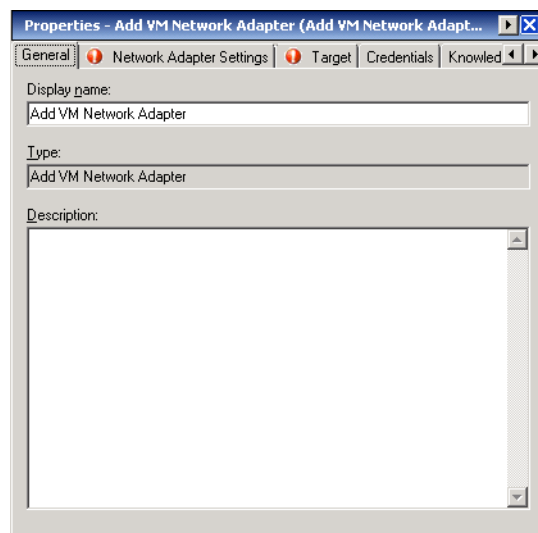 Properties - Add VM Network Adapter (Add VM Network Adapt...
General Network Adapter Settings Target Credentials Knowled
Display name:
Add VM Network Adapter
Type:
Add VM Network Adapter
Description: